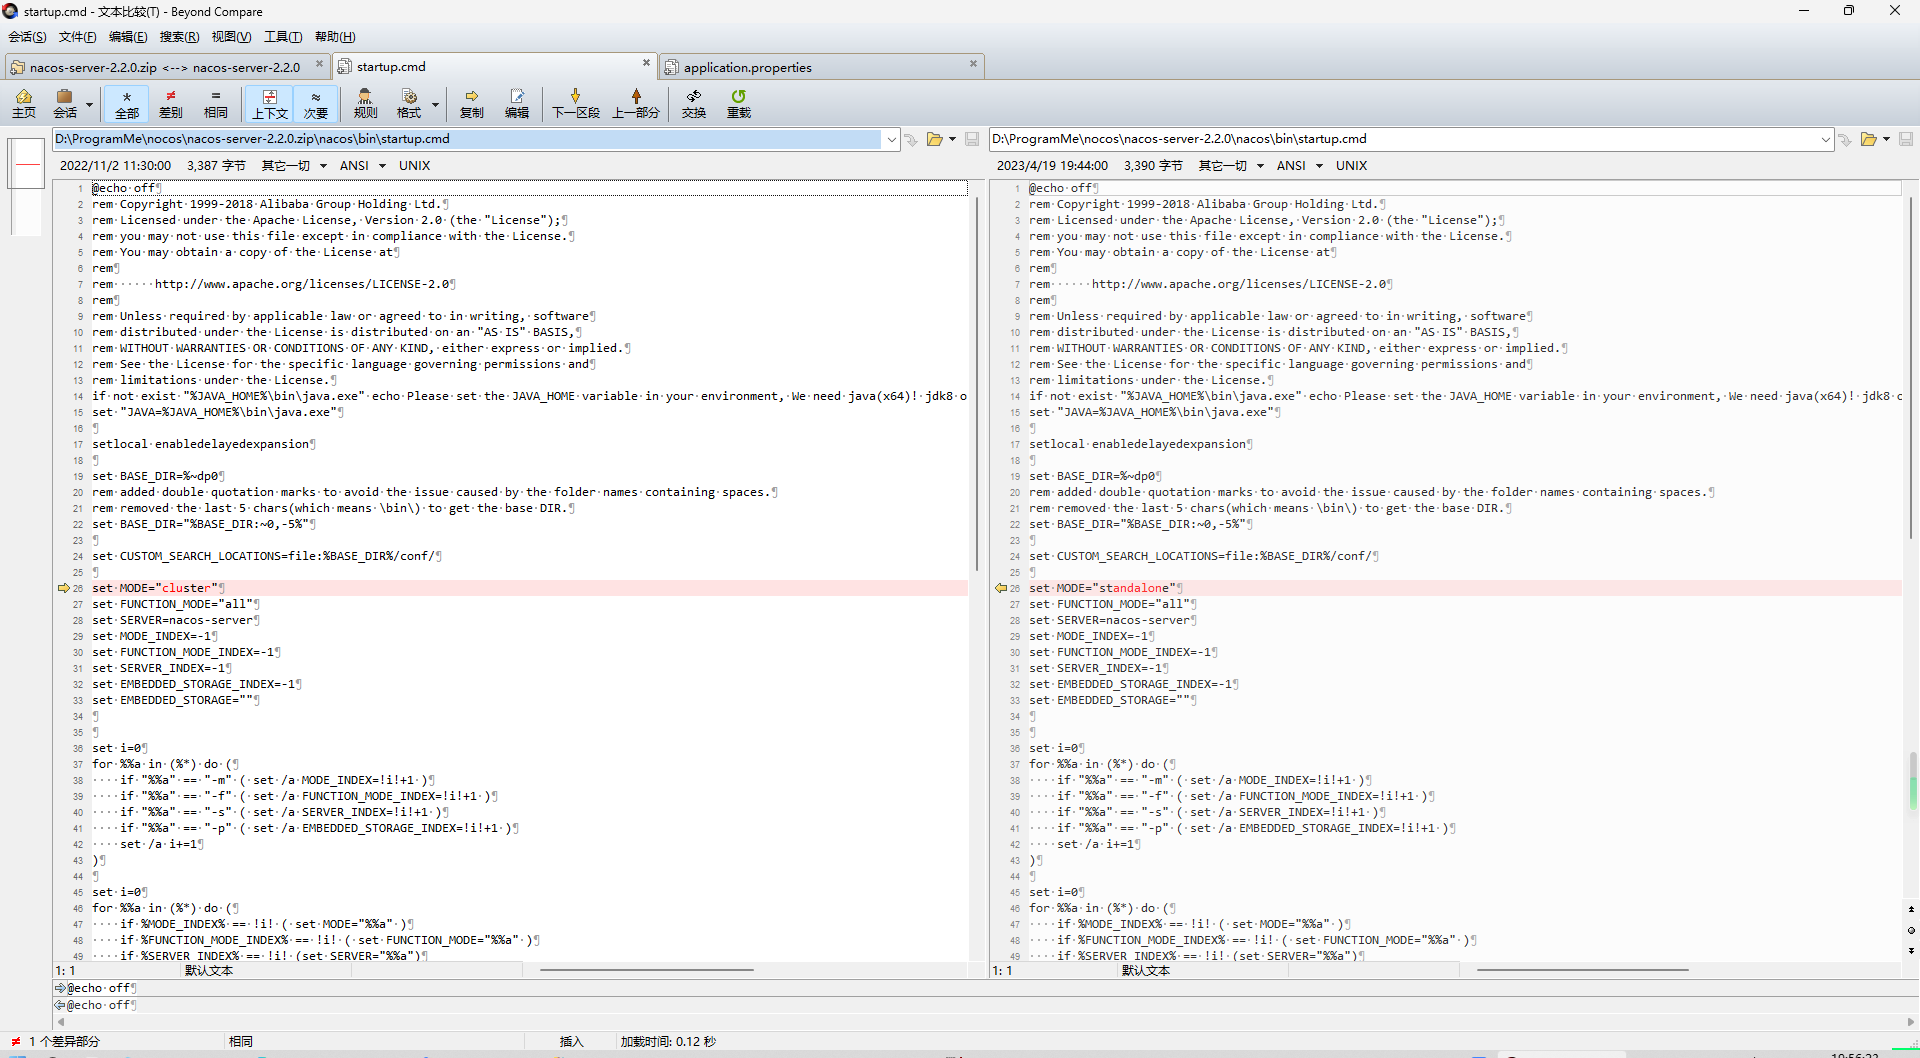 startup.cmd - 文本比较(T) - Beyond Compare
会话(S) 文件(F) 编辑(E) 搜索(R) 视图(V) 工具(T) 帮助(H)
nacos-server-2.2.0.zip <--> nacos-server-2.2.0 startup.cmd application.properties
主页 会话 全部 差别 相同 上下文 次要 规则 格式 复制 编辑 下一区段 上一部分 交换 重载
D:\ProgramMe\nocos\nacos-server-2.2.0.zip\nacos\bin\startup.cmd
2022/11/2 11:30:00 3,387 字节 其它一切 ANSI UNIX
1 @echo off
2 rem Copyright 1999-2018 Alibaba Group Holding Ltd.
3 rem Licensed under the Apache License, Version 2.0 (the "License");
4 rem you may not use this file except in compliance with the License.
5 rem You may obtain a copy of the License at
6 rem
7 rem      http://www.apache.org/licenses/LICENSE-2.0
8 rem
9 rem Unless required by applicable law or agreed to in writing, software
10 rem distributed under the License is distributed on an "AS IS" BASIS,
11 rem WITHOUT WARRANTIES OR CONDITIONS OF ANY KIND, either express or implied.
12 rem See the License for the specific language governing permissions and
13 rem limitations under the License.
14 if not exist "%JAVA_HOME%\bin\java.exe" echo Please set the JAVA_HOME variable in your environment, We need java(x64)! jdk8 o
15 set "JAVA=%JAVA_HOME%\bin\java.exe"
16
17 setlocal enabledelayedexpansion
18
19 set BASE_DIR=%~dp0
20 rem added double quotation marks to avoid the issue caused by the folder names containing spaces.
21 rem removed the last 5 chars(which means \bin\) to get the base DIR.
22 set BASE_DIR="%BASE_DIR:~0,-5%"
23
24 set CUSTOM_SEARCH_LOCATIONS=file:%BASE_DIR%/conf/
25
26 set MODE="cluster"
27 set FUNCTION_MODE="all"
28 set SERVER=nacos-server
29 set MODE_INDEX=-1
30 set FUNCTION_MODE_INDEX=-1
31 set SERVER_INDEX=-1
32 set EMBEDDED_STORAGE_INDEX=-1
33 set EMBEDDED_STORAGE=""
34
35
36 set i=0
37 for %%a in (%*) do (
38     if "%%a" == "-m" ( set /a MODE_INDEX=!i!+1 )
39     if "%%a" == "-f" ( set /a FUNCTION_MODE_INDEX=!i!+1 )
40     if "%%a" == "-s" ( set /a SERVER_INDEX=!i!+1 )
41     if "%%a" == "-p" ( set /a EMBEDDED_STORAGE_INDEX=!i!+1 )
42     set /a i+=1
43 )
44
45 set i=0
46 for %%a in (%*) do (
47     if %MODE_INDEX% == !i! ( set MODE="%%a" )
48     if %FUNCTION_MODE_INDEX% == !i! ( set FUNCTION_MODE="%%a" )
49     if %SERVER_INDEX% == !i! (set SERVER="%%a")
1: 1 默认文本
D:\ProgramMe\nocos\nacos-server-2.2.0\nacos\bin\startup.cmd
2023/4/19 19:44:00 3,390 字节 其它一切 ANSI UNIX
1 @echo off
2 rem Copyright 1999-2018 Alibaba Group Holding Ltd.
3 rem Licensed under the Apache License, Version 2.0 (the "License");
4 rem you may not use this file except in compliance with the License.
5 rem You may obtain a copy of the License at
6 rem
7 rem      http://www.apache.org/licenses/LICENSE-2.0
8 rem
9 rem Unless required by applicable law or agreed to in writing, software
10 rem distributed under the License is distributed on an "AS IS" BASIS,
11 rem WITHOUT WARRANTIES OR CONDITIONS OF ANY KIND, either express or implied.
12 rem See the License for the specific language governing permissions and
13 rem limitations under the License.
14 if not exist "%JAVA_HOME%\bin\java.exe" echo Please set the JAVA_HOME variable in your environment, We need java(x64)! jdk8
15 set "JAVA=%JAVA_HOME%\bin\java.exe"
16
17 setlocal enabledelayedexpansion
18
19 set BASE_DIR=%~dp0
20 rem added double quotation marks to avoid the issue caused by the folder names containing spaces.
21 rem removed the last 5 chars(which means \bin\) to get the base DIR.
22 set BASE_DIR="%BASE_DIR:~0,-5%"
23
24 set CUSTOM_SEARCH_LOCATIONS=file:%BASE_DIR%/conf/
25
26 set MODE="standalone"
27 set FUNCTION_MODE="all"
28 set SERVER=nacos-server
29 set MODE_INDEX=-1
30 set FUNCTION_MODE_INDEX=-1
31 set SERVER_INDEX=-1
32 set EMBEDDED_STORAGE_INDEX=-1
33 set EMBEDDED_STORAGE=""
34
35
36 set i=0
37 for %%a in (%*) do (
38     if "%%a" == "-m" ( set /a MODE_INDEX=!i!+1 )
39     if "%%a" == "-f" ( set /a FUNCTION_MODE_INDEX=!i!+1 )
40     if "%%a" == "-s" ( set /a SERVER_INDEX=!i!+1 )
41     if "%%a" == "-p" ( set /a EMBEDDED_STORAGE_INDEX=!i!+1 )
42     set /a i+=1
43 )
44
45 set i=0
46 for %%a in (%*) do (
47     if %MODE_INDEX% == !i! ( set MODE="%%a" )
48     if %FUNCTION_MODE_INDEX% == !i! ( set FUNCTION_MODE="%%a" )
49     if %SERVER_INDEX% == !i! (set SERVER="%%a")
1: 1 默认文本
@echo off
@echo off
1 个差异部分 相同 插入 加载时间: 0.12 秒